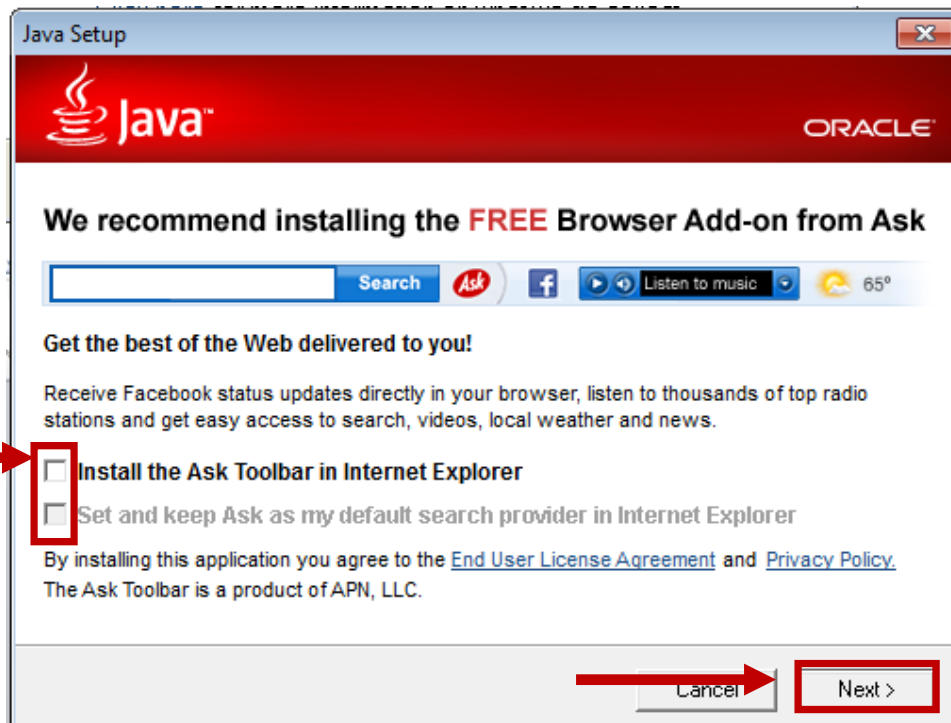 Java Setup
Java™
ORACLE
We recommend installing the FREE Browser Add-on from Ask
Search
Ask
f
Listen to music
65°
Get the best of the Web delivered to you!
Receive Facebook status updates directly in your browser, listen to thousands of top radio
stations and get easy access to search, videos, local weather and news.
Install the Ask Toolbar in Internet Explorer
Set and keep Ask as my default search provider in Internet Explorer
By installing this application you agree to the End User License Agreement and Privacy Policy.
The Ask Toolbar is a product of APN, LLC.
Cancel
Next >